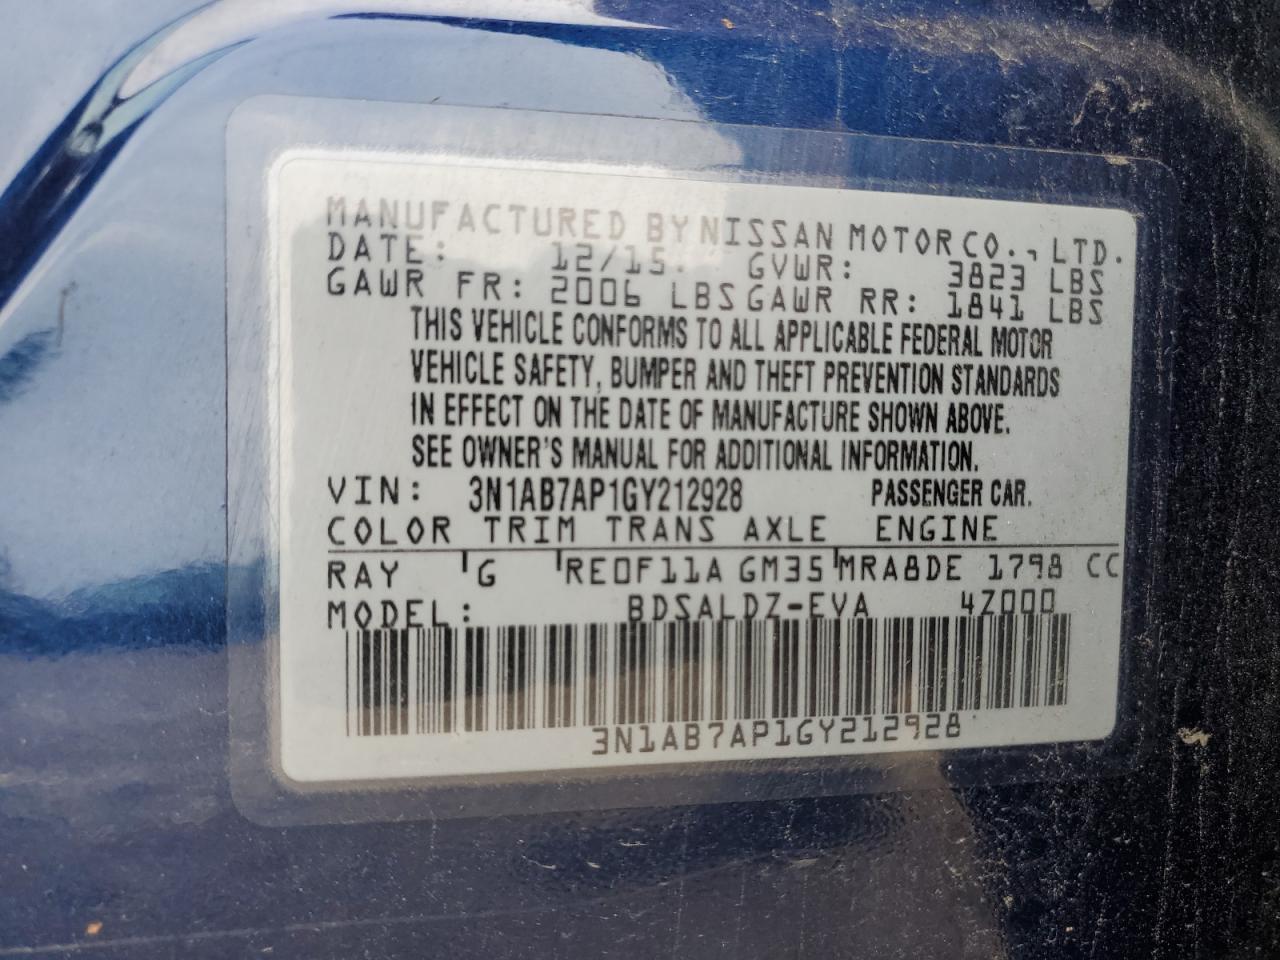 MANUFACTURED BY NISSAN MOTOR CO., LTD.
DATE: 12/15. GVWR: 3823 LBS
GAWR FR: 2006 LBS GAWR RR: 1841 LBS
THIS VEHICLE CONFORMS TO ALL APPLICABLE FEDERAL MOTOR
VEHICLE SAFETY, BUMPER AND THEFT PREVENTION STANDARDS
IN EFFECT ON THE DATE OF MANUFACTURE SHOWN ABOVE.
SEE OWNER'S MANUAL FOR ADDITIONAL INFORMATION.
VIN: 3N1AB7AP1GY212928 PASSENGER CAR.
COLOR TRIM TRANS AXLE ENGINE
RAY G RE0F11A GM35 MRA8DE 1798 CC
MODEL: BDSALDZ-EVA 4Z000
3N1AB7AP1GY212928